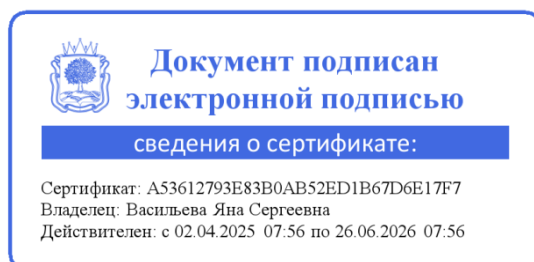 Документ подписан
электронной подписью
сведения о сертификате:
Сертификат: A53612793E83B0AB52ED1B67D6E17F7
Владелец: Васильева Яна Сергеевна
Действителен: с 02.04.2025 07:56 по 26.06.2026 07:56